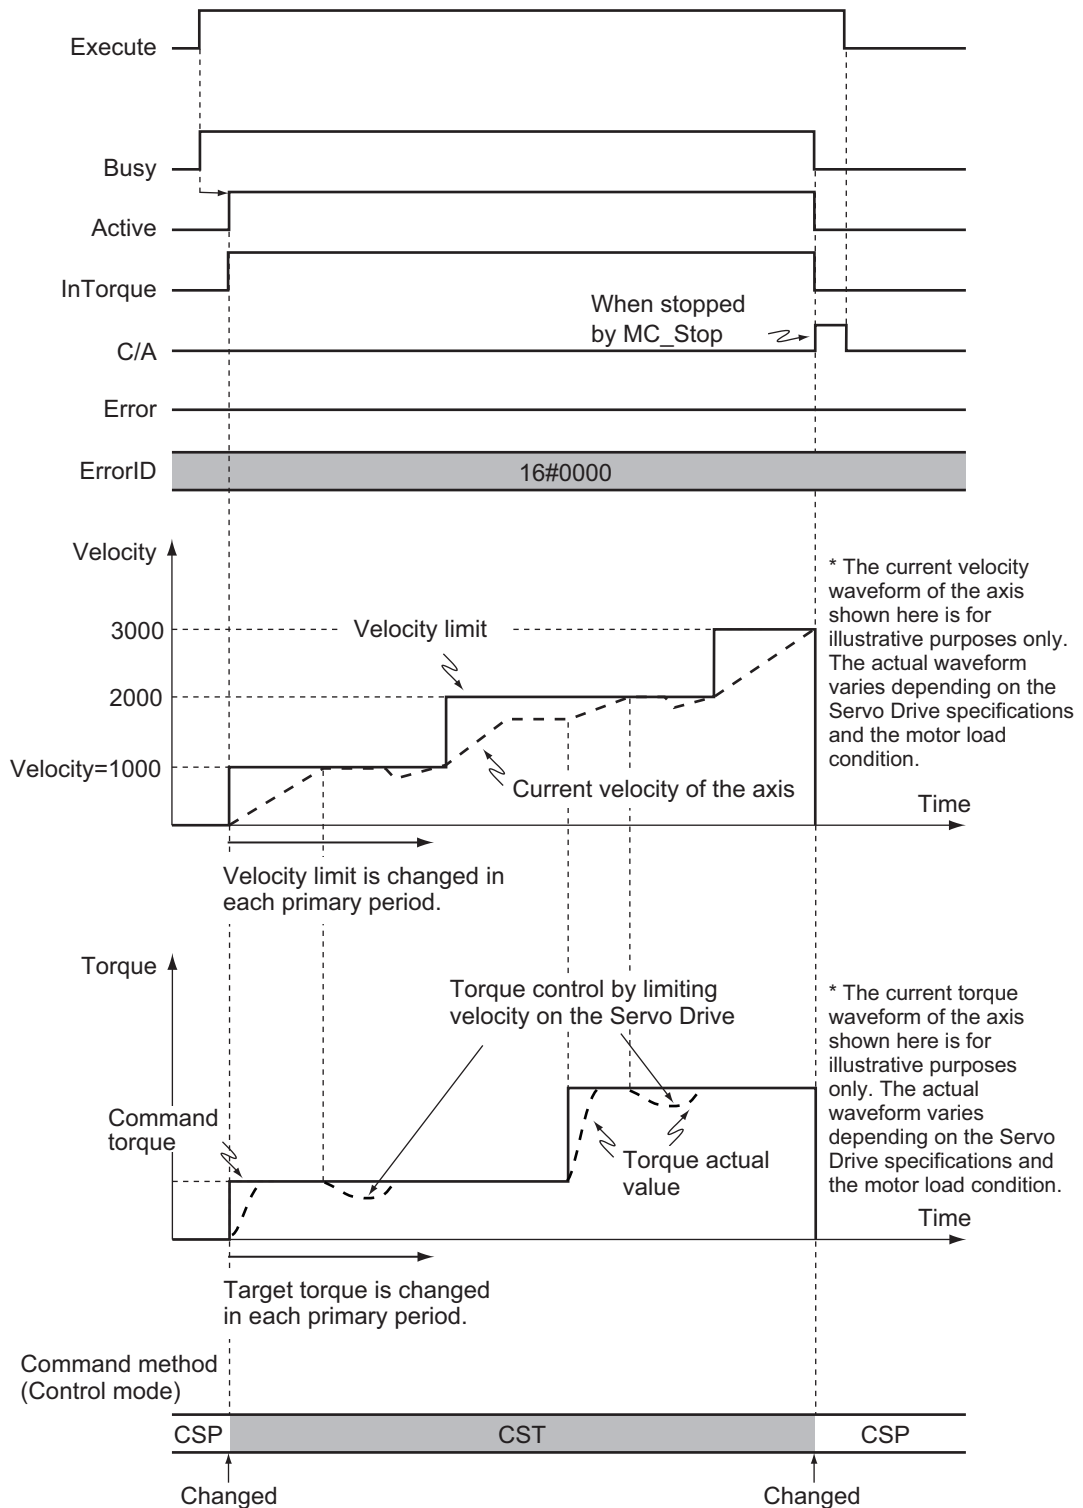 Execute
Busy
Active
InTorque
When stopped
by MC_Stop
C/A
Error
ErrorID
16#0000
Velocity
3000
Velocity limit
2000
Velocity=1000
Current velocity of the axis
Time
* The current velocity
waveform of the axis
shown here is for
illustrative purposes only.
The actual waveform
varies depending on the
Servo Drive specifications
and the motor load
condition.
Velocity limit is changed in
each primary period.
Torque
Torque control by limiting
velocity on the Servo Drive
Command
torque
Torque actual
value
* The current torque
waveform of the axis
shown here is for
illustrative purposes
only. The actual
waveform varies
depending on the Servo
Drive specifications and
the motor load condition.
Time
Target torque is changed
in each primary period.
Command method
(Control mode)
CSP
CST
CSP
Changed
Changed